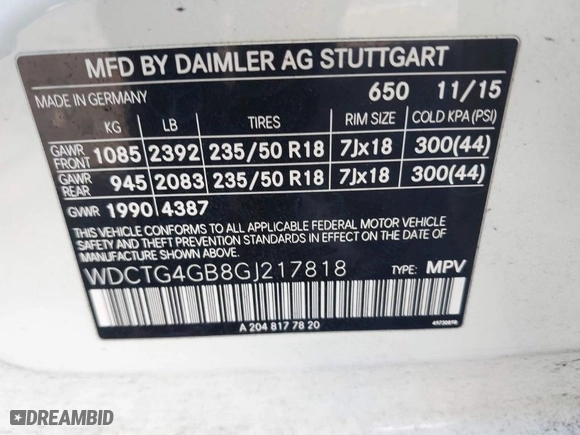 MFD BY DAIMLER AG STUTTGART
MADE IN GERMANY 650 11/15
KG LB TIRES RIM SIZE COLD KPA (PSI)
GAWR FRONT 1085 2392 235/50 R18 7Jx18 300(44)
GAWR REAR 945 2083 235/50 R18 7Jx18 300(44)
GVWR 1990 4387
THIS VEHICLE CONFORMS TO ALL APPLICABLE FEDERAL MOTOR VEHICLE
SAFETY AND THEFT PREVENTION STANDARDS IN EFFECT ON THE DATE OF
MANUFACTURE SHOWN ABOVE.
WDCTG4GB8GJ217818 TYPE: MPV
A 204 817 78 20
DREAMBID